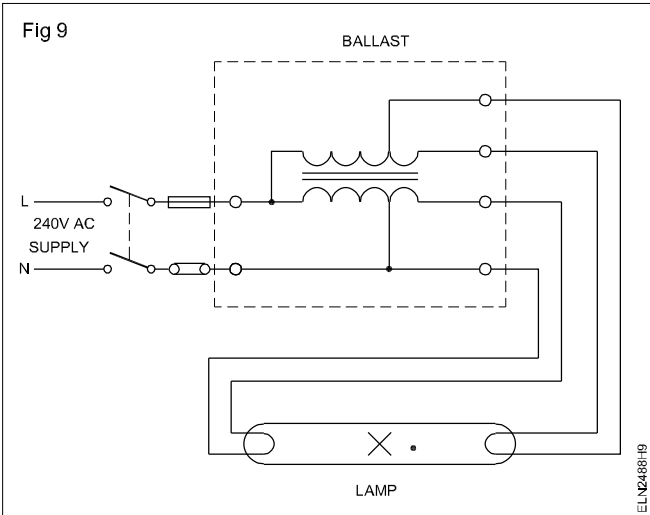 Fig 9
BALLAST
L
240V AC
SUPPLY
N
LAMP
ELN2488H9